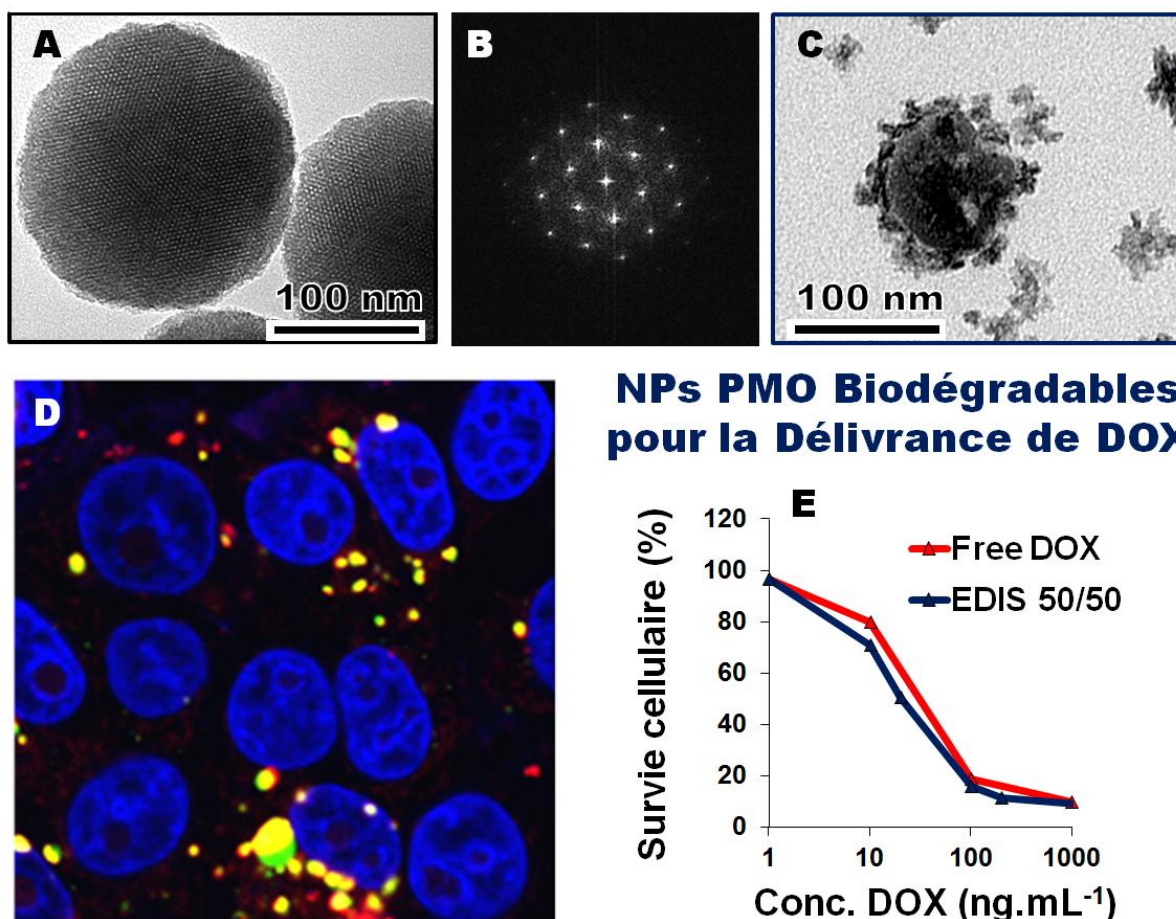 A
100 nm
B
C
100 nm
D
NPs PMO Biodégradables
pour la Délivrance de DOX
E
Survie cellulaire (%)
120
100
80
60
40
20
0
Free DOX
EDIS 50/50
1 10 100 1000
Conc. DOX (ng.mL⁻¹)